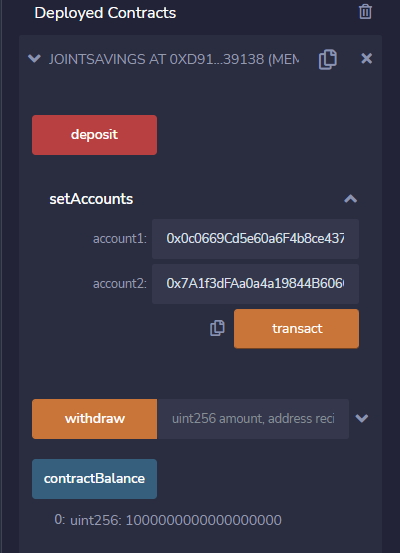 Deployed Contracts
JOINTSAVINGS AT 0XD91...39138 (MEM
deposit
setAccounts
account1: 0x0c0669Cd5e60a6F4b8ce437
account2: 0x7A1f3dFAa0a4a19844B606
transact
withdraw uint256 amount, address reci
contractBalance
0: uint256: 1000000000000000000